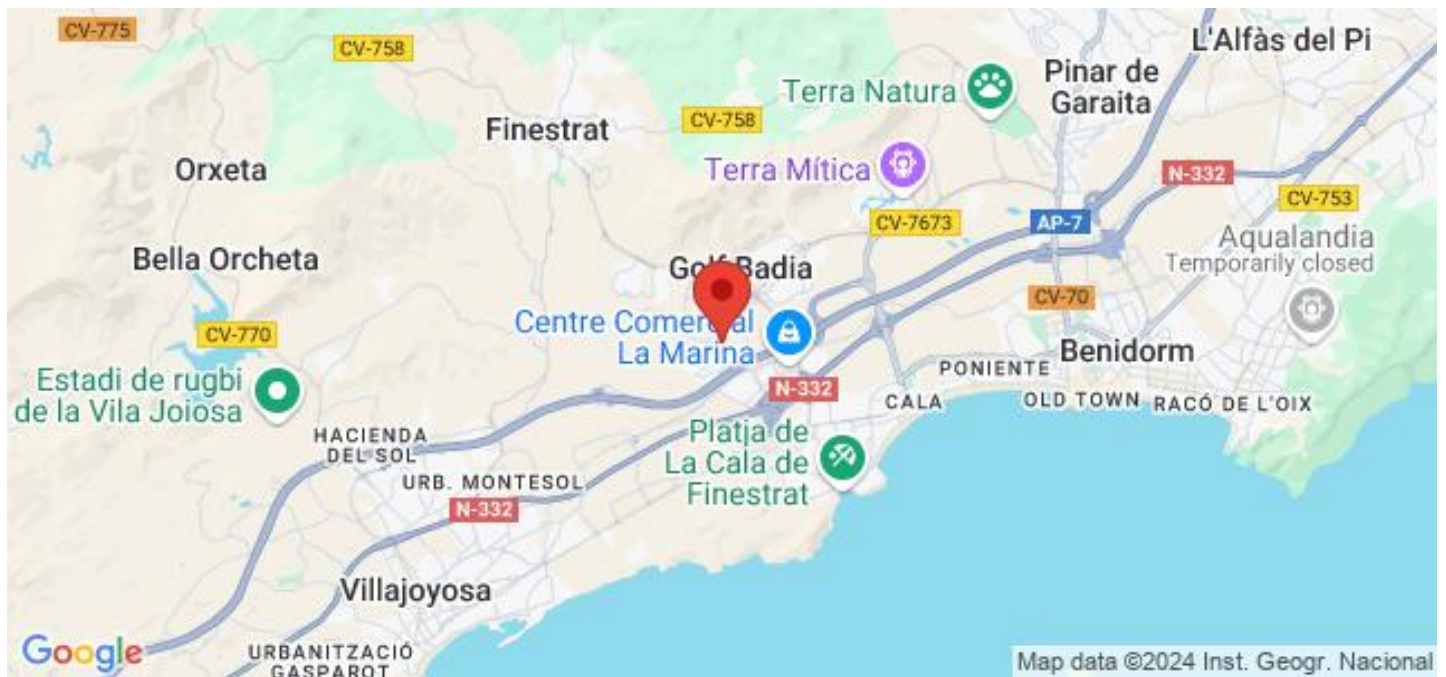 CV-775
CV-758
L'Alfàs del Pi
Pinar de
Garaita
Terra Natura
CV-758
Finestrat
Orxeta
Terra Mítica
N-332
CV-753
CV-7673
AP-7
Aqualandia
Temporarily closed
Bella Orcheta
Golf Badia
CV-70
Centre Comercial
La Marina
CV-770
Benidorm
PONIENTE
Estadi de rugbi
de la Vila Joiosa
N-332
CALA
OLD TOWN
RACÓ DE L'OIX
HACIENDA
DEL SOL
Platja de
La Cala de
Finestrat
URB. MONTESOL
N-332
Villajoyosa
URBANITZACIÓ
GASPAROT
Google
Map data ©2024 Inst. Geogr. Nacional